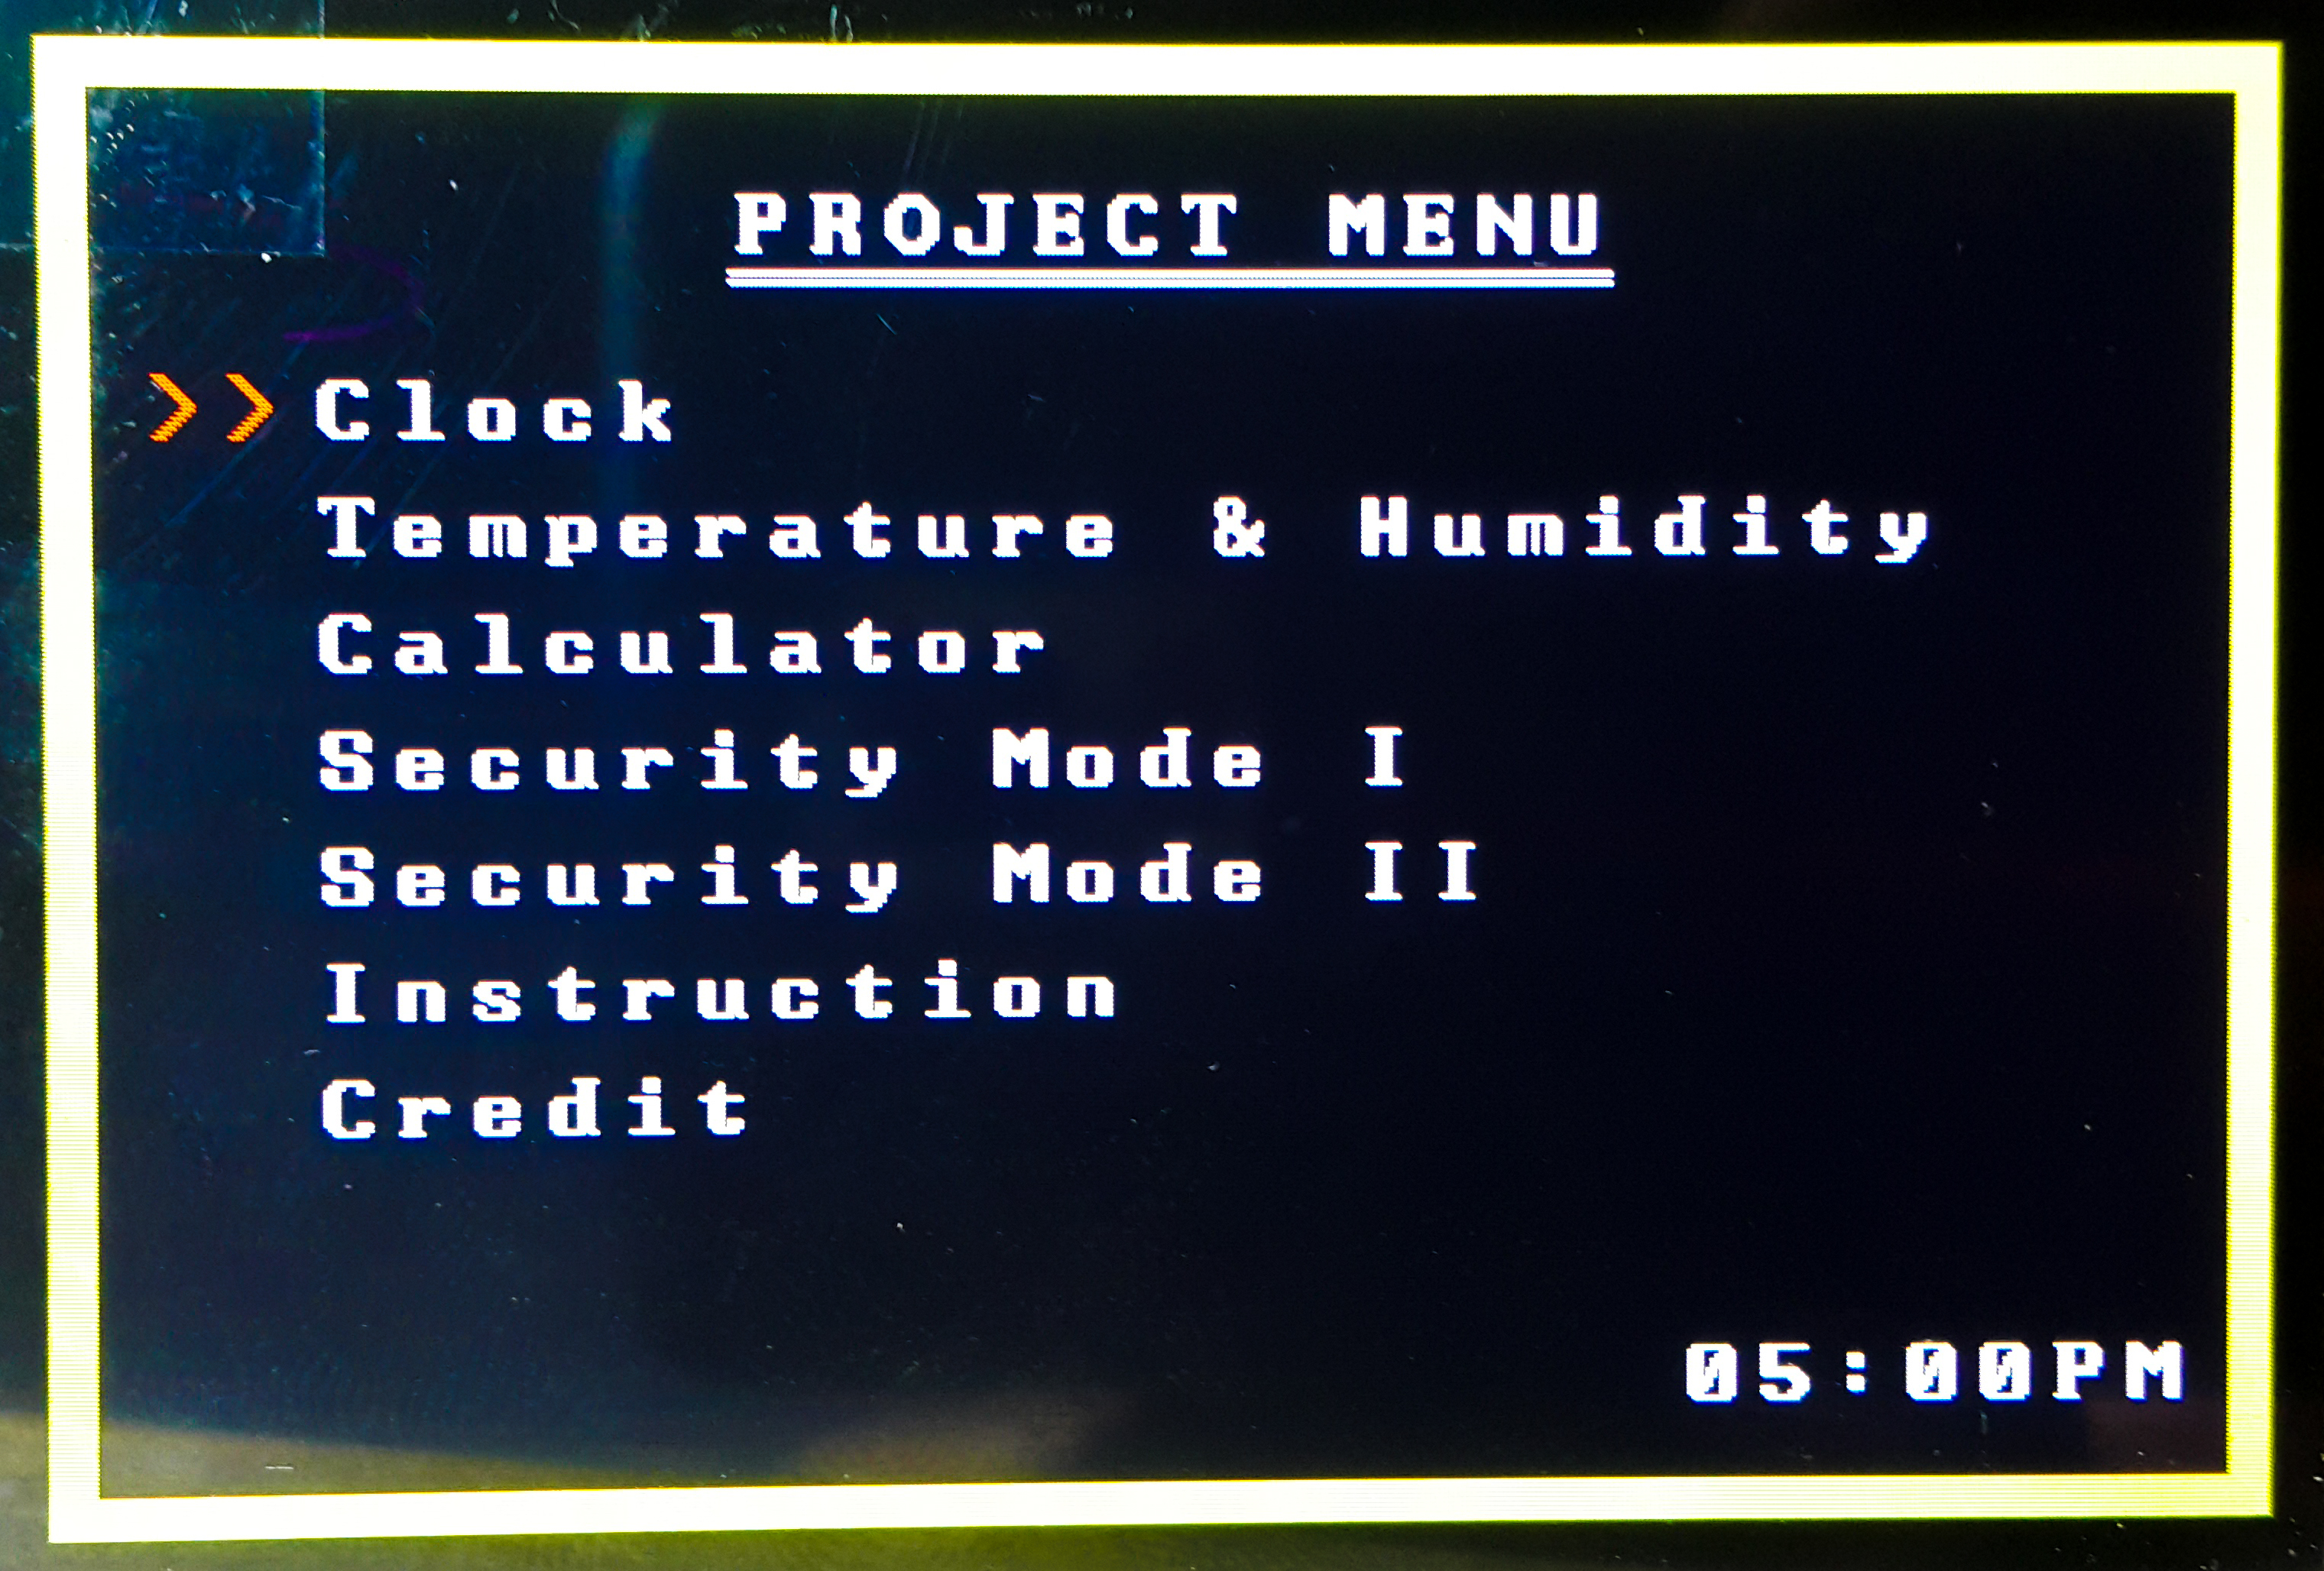 PROJECT MENU
>>Clock
Temperature & Humidity
Calculator
Security Mode I
Security Mode II
Instruction
Credit
05:00PM